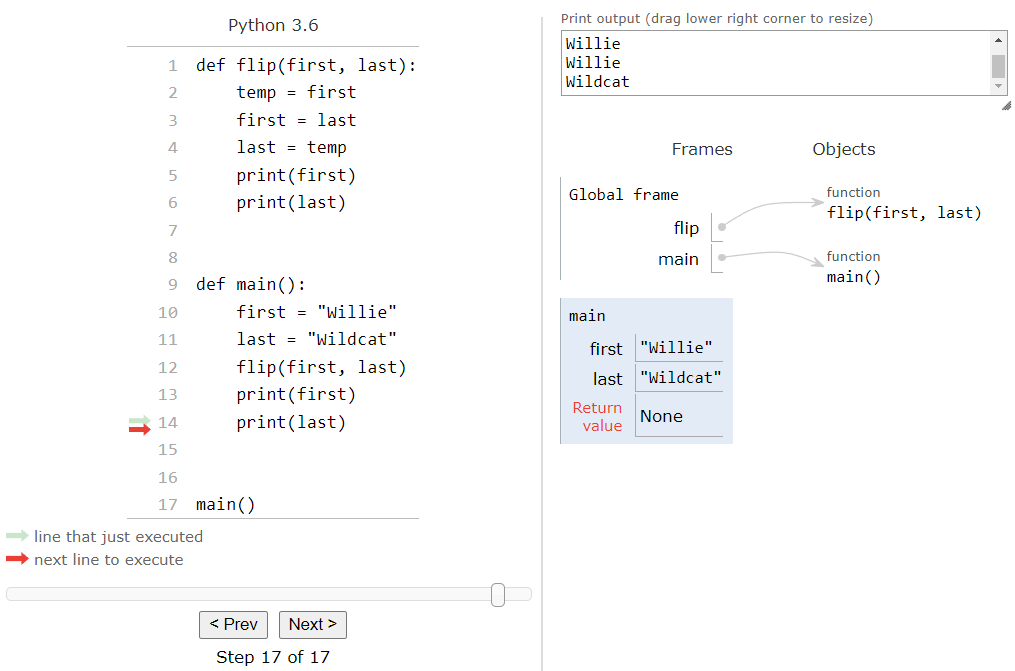 Python 3.6
1 def flip(first, last):
2     temp = first
3     first = last
4     last = temp
5     print(first)
6     print(last)
7
8
9 def main():
10     first = "Willie"
11     last = "Wildcat"
12     flip(first, last)
13     print(first)
14     print(last)
15
16
17 main()
line that just executed
next line to execute
< Prev Next >
Step 17 of 17
Print output (drag lower right corner to resize)
Willie
Willie
Wildcat
Frames Objects
Global frame
flip
main
function
flip(first, last)
function
main()
main
first "Willie"
last "Wildcat"
Return
value None